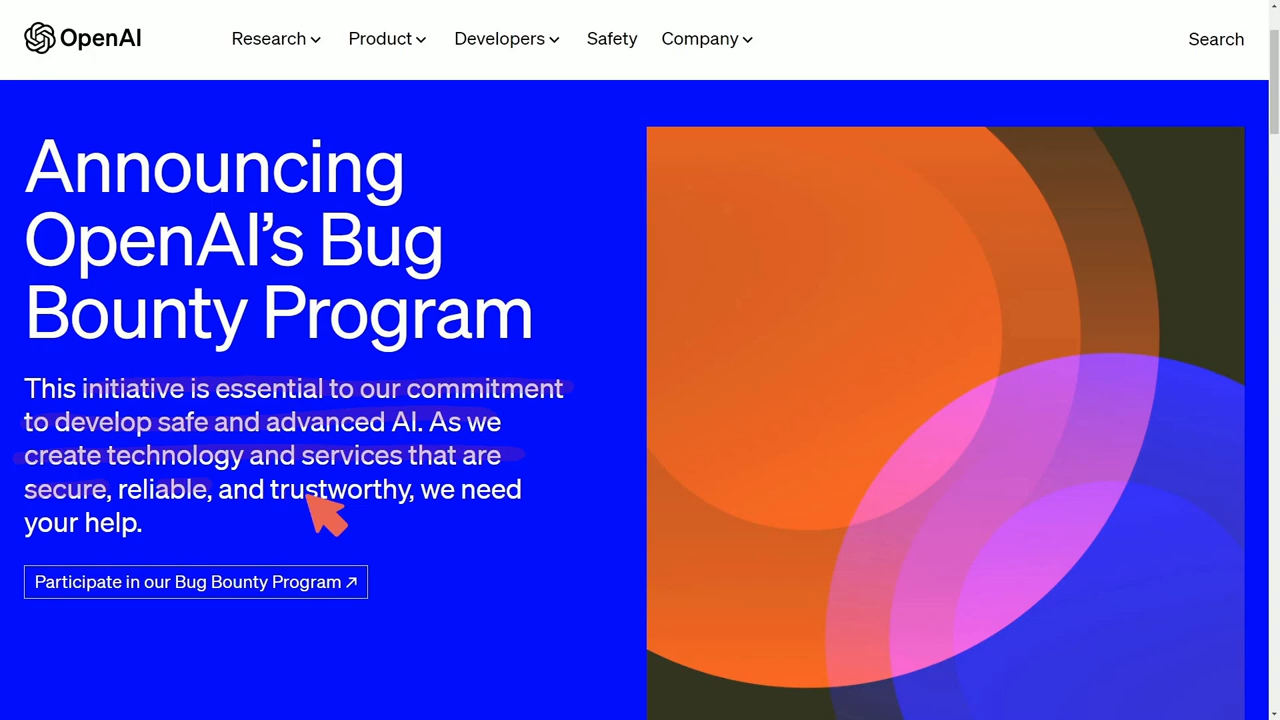 OpenAI
Research Product Developers Safety Company Search
Announcing
OpenAI’s Bug
Bounty Program
This initiative is essential to our commitment
to develop safe and advanced AI. As we
create technology and services that are
secure, reliable, and trustworthy, we need
your help.
Participate in our Bug Bounty Program ↗